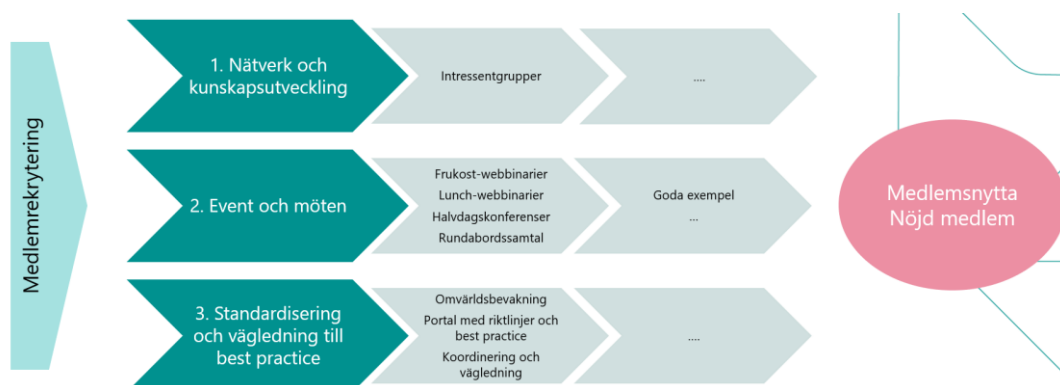 Medlemrekrytering
1. Nätverk och
kunskapsutveckling
Intressentgrupper
....
2. Event och möten
Frukost-webbinarier
Lunch-webbinarier
Halvdagskonferenser
Rundabordssamtal
Goda exempel
...
3. Standardisering
och vägledning till
best practice
Omvärldsbevakning
Portal med riktlinjer och
best practice
Koordinering och
vägledning
....
Medlemsnytta
Nöjd medlem